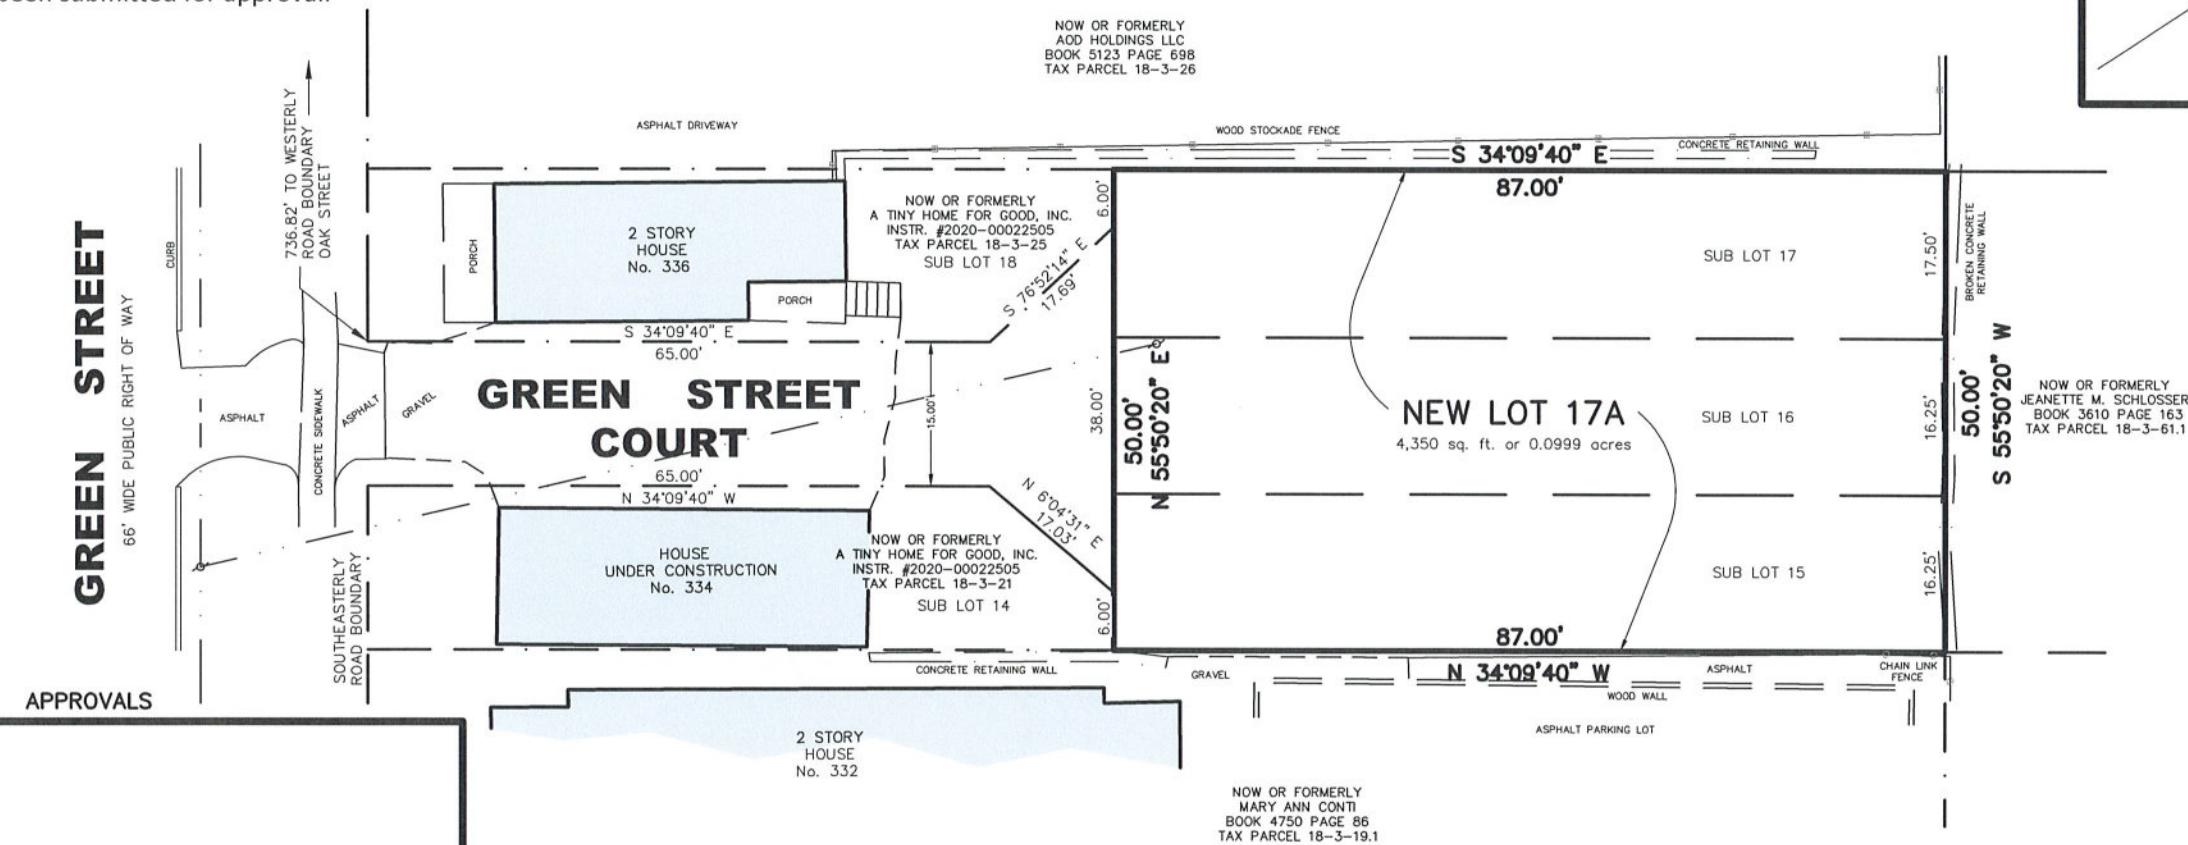 been submitted for approval.
NOW OR FORMERLY
AOD HOLDINGS LLC
BOOK 5123 PAGE 698
TAX PARCEL 18-3-26
736.82' TO WESTERLY
ROAD BOUNDARY
OAK STREET
ASPHALT DRIVEWAY
WOOD STOCKADE FENCE
CONCRETE RETAINING WALL
S 34°09'40" E
87.00'
GREEN STREET
66' WIDE PUBLIC RIGHT OF WAY
CURB
PORCH
2 STORY
HOUSE
No. 336
PORCH
NOW OR FORMERLY
A TINY HOME FOR GOOD, INC.
INSTR. #2020-00022505
TAX PARCEL 18-3-25
SUB LOT 18
6.00'
S 76°52'14" E
17.69'
SUB LOT 17
17.50'
BROKEN CONCRETE
RETAINING WALL
S 34°09'40" E
65.00'
ASPHALT
CONCRETE SIDEWALK
ASPHALT
GRAVEL
GREEN STREET
COURT
15.00'
38.00'
50.00'
N 55°50'20" E
NEW LOT 17A
4,350 sq. ft. or 0.0999 acres
SUB LOT 16
16.25'
50.00'
S 55°50'20" W
NOW OR FORMERLY
JEANETTE M. SCHLOSSER
BOOK 3610 PAGE 163
TAX PARCEL 18-3-61.1
65.00'
N 34°09'40" W
N 6°04'31" E
17.03'
HOUSE
UNDER CONSTRUCTION
No. 334
NOW OR FORMERLY
A TINY HOME FOR GOOD, INC.
INSTR. #2020-00022505
TAX PARCEL 18-3-21
SUB LOT 14
6.00'
SUB LOT 15
16.25'
SOUTHEASTERLY
ROAD BOUNDARY
87.00'
N 34°09'40" W
CONCRETE RETAINING WALL
GRAVEL
ASPHALT
CHAIN LINK
FENCE
WOOD WALL
ASPHALT PARKING LOT
APPROVALS
2 STORY
HOUSE
No. 332
NOW OR FORMERLY
MARY ANN CONTI
BOOK 4750 PAGE 86
TAX PARCEL 18-3-19.1